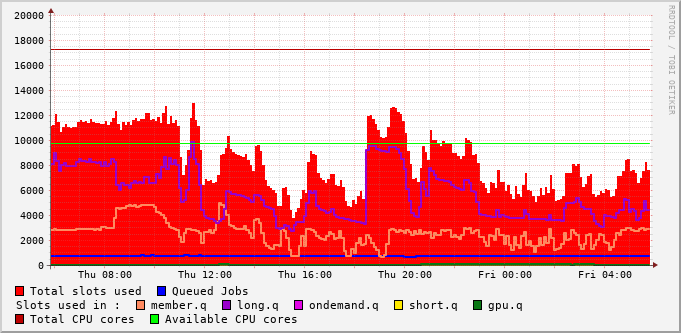 20000
18000
16000
14000
12000
10000
8000
6000
4000
2000
0
Thu 08:00 Thu 12:00 Thu 16:00 Thu 20:00 Fri 00:00 Fri 04:00
RRDTOOL / TOBI OETIKER
Total slots used Queued Jobs
Slots used in : member.q long.q ondemand.q short.q gpu.q
Total CPU cores Available CPU cores